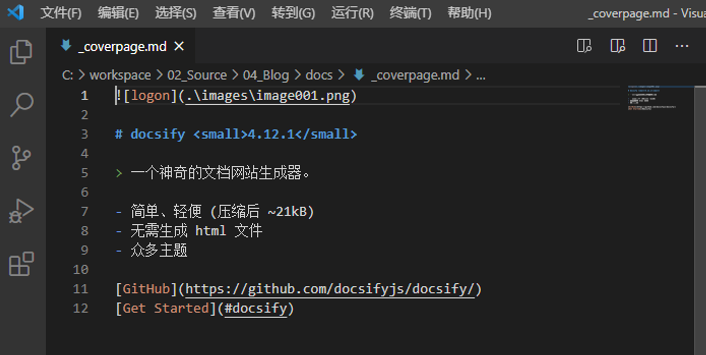 文件(F) 编辑(E) 选择(S) 查看(V) 转到(G) 运行(R) 终端(T) 帮助(H) _coverpage.md - Visua
_coverpage.md
C: > workspace > 02_Source > 04_Blog > docs > _coverpage.md > ...
1 ![logon](.\images\image001.png)
2
3 # docsify <small>4.12.1</small>
4
5 > 一个神奇的文档网站生成器。
6
7 - 简单、轻便 (压缩后 ~21kB)
8 - 无需生成 html 文件
9 - 众多主题
10
11 [GitHub](https://github.com/docsifyjs/docsify/)
12 [Get Started](#docsify)